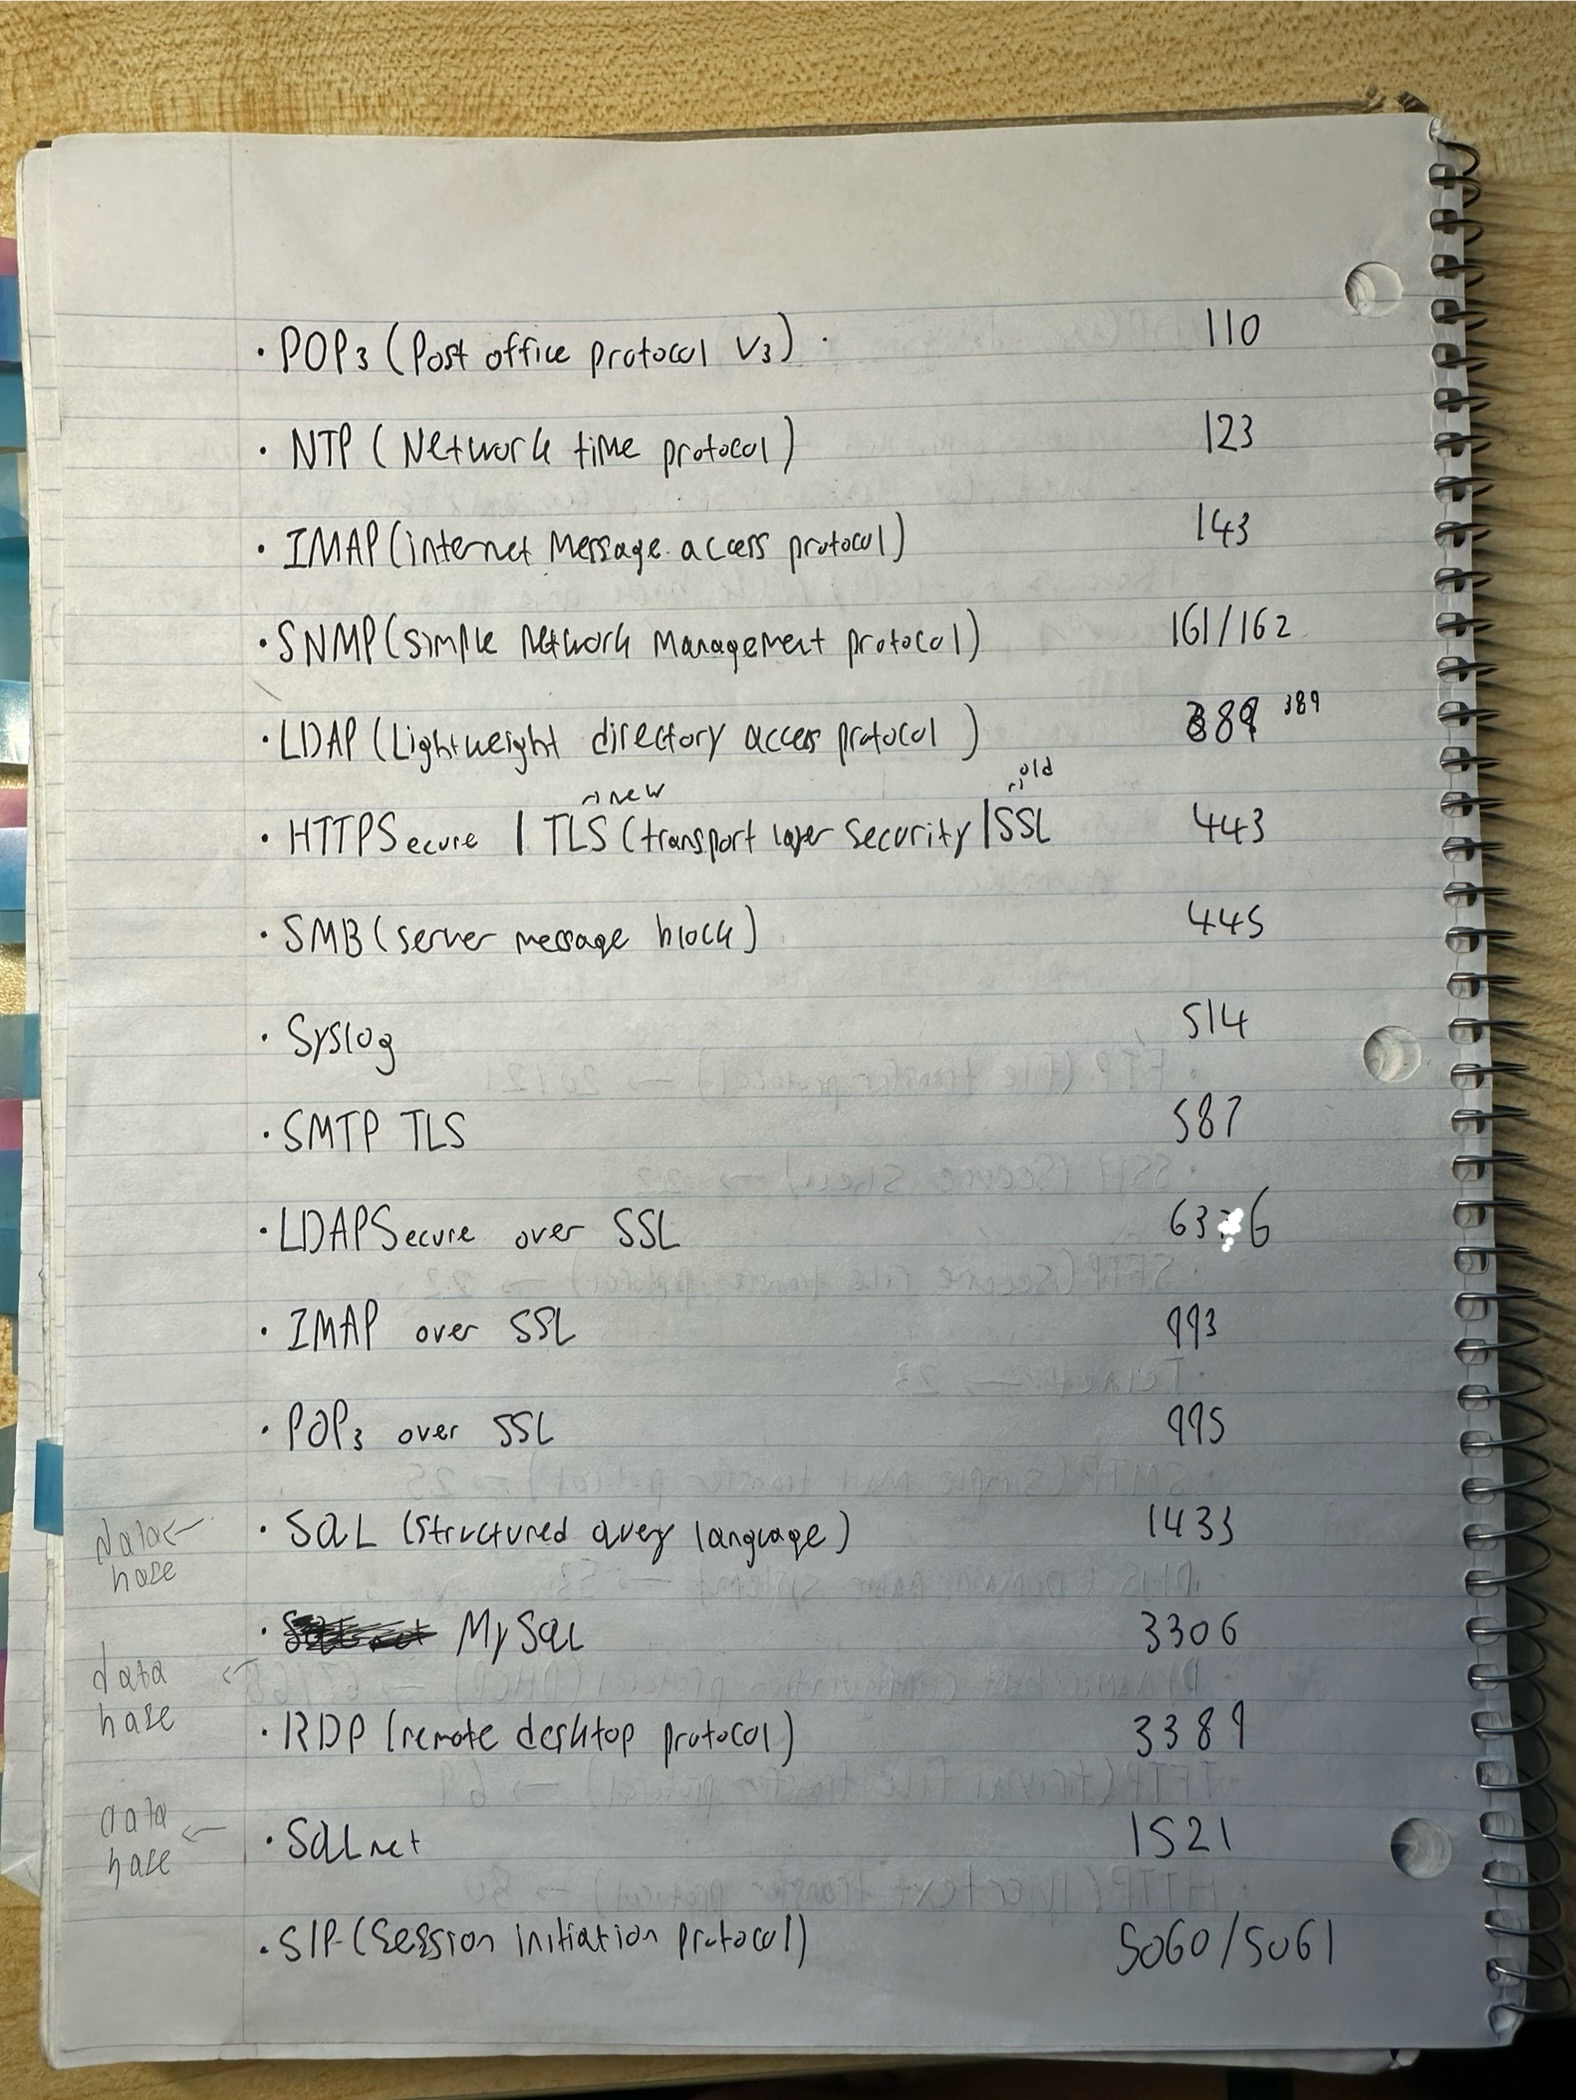 · POP3 (Post office protocol V3) · 110
· NTP (Network time protocol) 123
· IMAP (internet Message access protocol) 143
· SNMP (simple Network Management protocol) 161/162
· LDAP (Lightweight directory access protocol) 389 389
→ new → old
· HTTPSecure | TLS (transport layer Security | SSL 443
· SMB (server message block) 445
· Syslog 514
· SMTP TLS 587
· LDAPSecure over SSL 63 6
· IMAP over SSL 993
· POP3 over SSL 995
data ← · SQL (Structured query language) 1433
base
· MySQL 3306
data ←
base · RDP (remote desktop protocol) 3389
data ← · SQLnet 1521
base
· SIP (Session initiation Protocol) 5060/5061